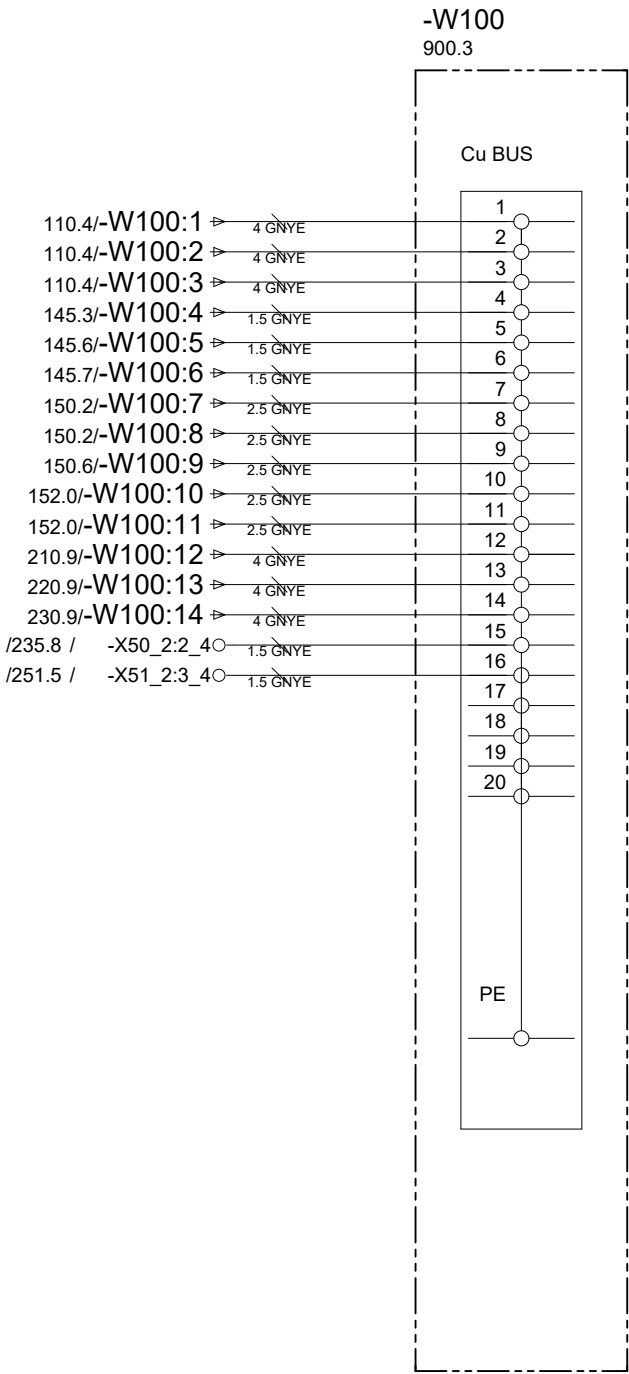 -W100
900.3
Cu BUS
110.4/-W100:1 4 GNYE 1
110.4/-W100:2 4 GNYE 2
110.4/-W100:3 4 GNYE 3
145.3/-W100:4 1.5 GNYE 4
145.6/-W100:5 1.5 GNYE 5
145.7/-W100:6 1.5 GNYE 6
150.2/-W100:7 2.5 GNYE 7
150.2/-W100:8 2.5 GNYE 8
150.6/-W100:9 2.5 GNYE 9
152.0/-W100:10 2.5 GNYE 10
152.0/-W100:11 2.5 GNYE 11
210.9/-W100:12 4 GNYE 12
220.9/-W100:13 4 GNYE 13
230.9/-W100:14 4 GNYE 14
/235.8 / -X50_2:2_4 1.5 GNYE 15
/251.5 / -X51_2:3_4 1.5 GNYE 16
17
18
19
20
PE